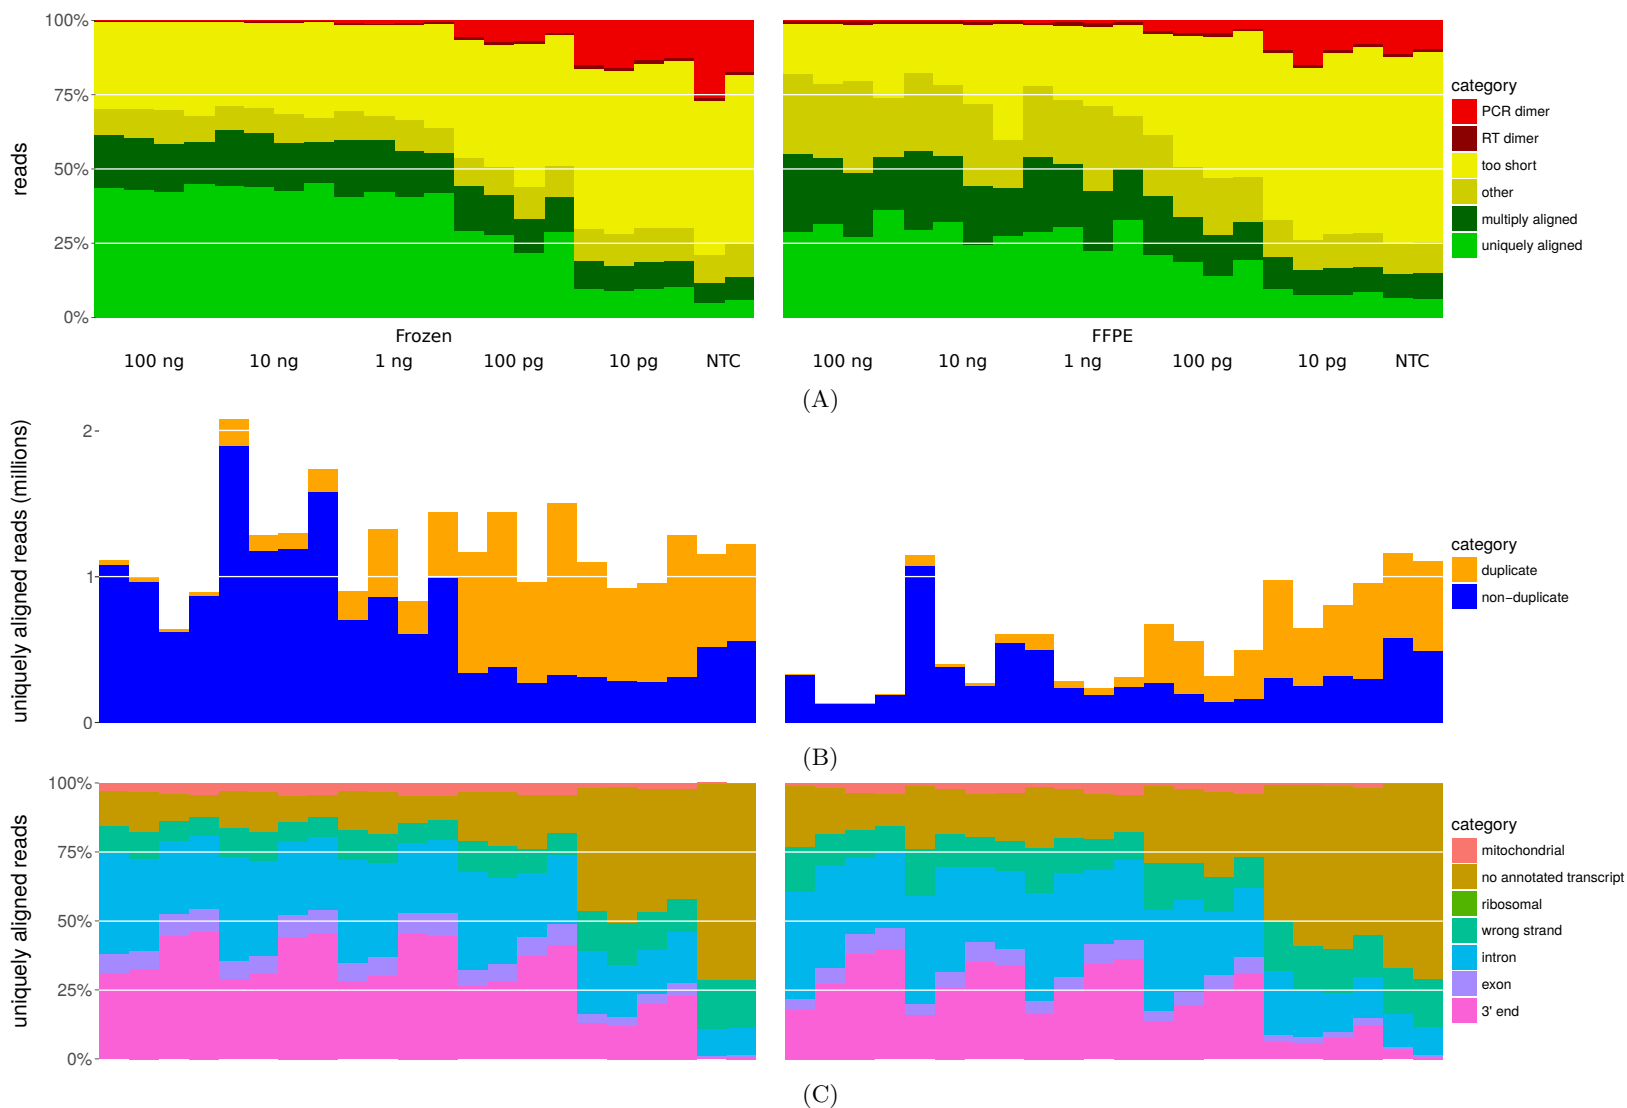 100%
75%
50%
25%
0%
reads
category
PCR dimer
RT dimer
too short
other
multiply aligned
uniquely aligned
Frozen
FFPE
100 ng 10 ng 1 ng 100 pg 10 pg NTC
100 ng 10 ng 1 ng 100 pg 10 pg NTC
(A)
2
1
0
uniquely aligned reads (millions)
category
duplicate
non−duplicate
(B)
100%
75%
50%
25%
0%
uniquely aligned reads
category
mitochondrial
no annotated transcript
ribosomal
wrong strand
intron
exon
3' end
(C)